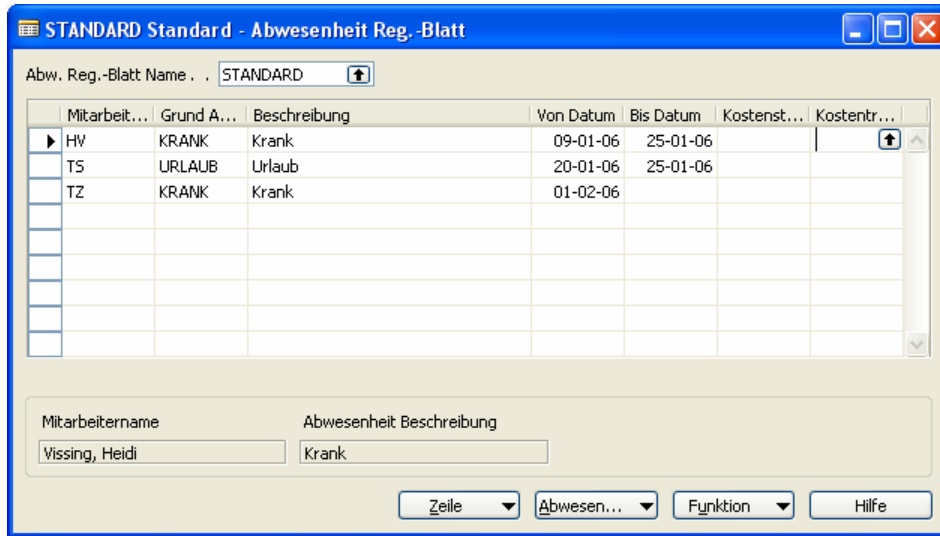 STANDARD Standard - Abwesenheit Reg.-Blatt
Abw. Reg.-Blatt Name . . STANDARD
Mitarbeit... Grund A... Beschreibung Von Datum Bis Datum Kostenst... Kostentr...
HV KRANK Krank 09-01-06 25-01-06
TS URLAUB Urlaub 20-01-06 25-01-06
TZ KRANK Krank 01-02-06
Mitarbeitername Abwesenheit Beschreibung
Vissing, Heidi Krank
Zeile Abwesen... Funktion Hilfe